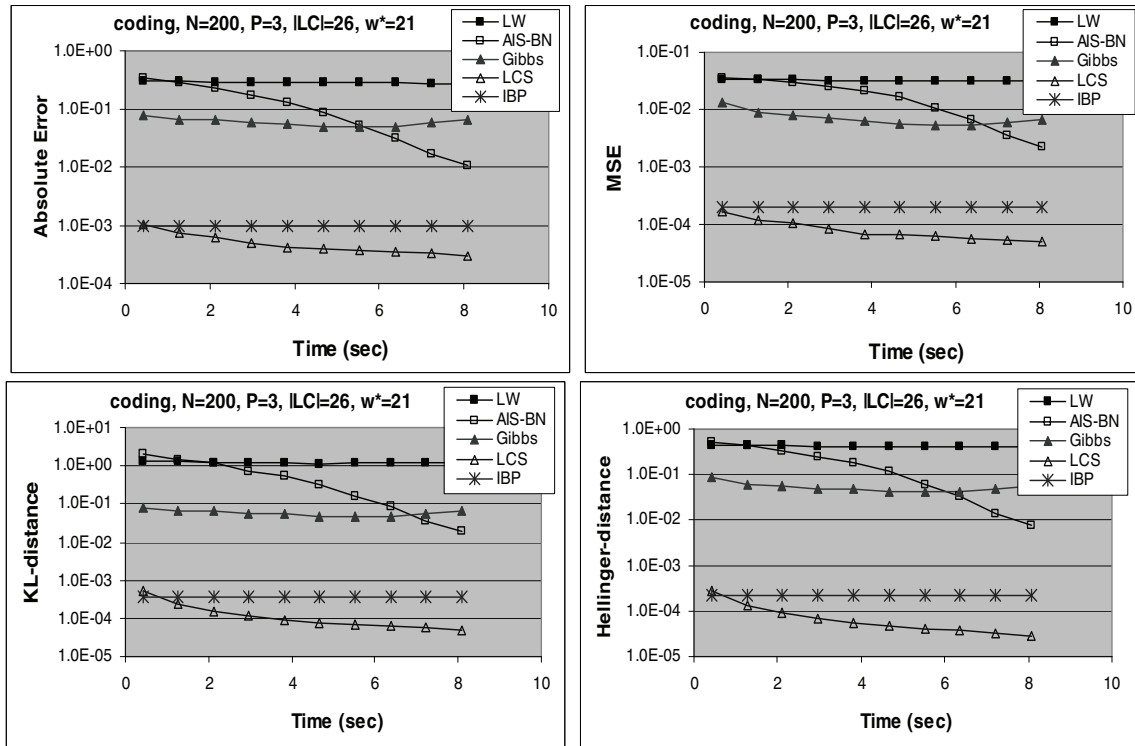 coding, N=200, P=3, |LC|=26, w*=21
LW
AIS-BN
Gibbs
LCS
IBP
1.0E+00
1.0E-01
1.0E-02
1.0E-03
1.0E-04
Absolute Error
0 2 4 6 8 10
Time (sec)
coding, N=200, P=3, |LC|=26, w*=21
LW
AIS-BN
Gibbs
LCS
IBP
1.0E-01
1.0E-02
1.0E-03
1.0E-04
1.0E-05
MSE
0 2 4 6 8 10
Time (sec)
coding, N=200, P=3, |LC|=26, w*=21
LW
AIS-BN
Gibbs
LCS
IBP
1.0E+01
1.0E+00
1.0E-01
1.0E-02
1.0E-03
1.0E-04
1.0E-05
KL-distance
0 2 4 6 8 10
Time (sec)
coding, N=200, P=3, |LC|=26, w*=21
LW
AIS-BN
Gibbs
LCS
IBP
1.0E+00
1.0E-01
1.0E-02
1.0E-03
1.0E-04
1.0E-05
Hellinger-distance
0 2 4 6 8 10
Time (sec)